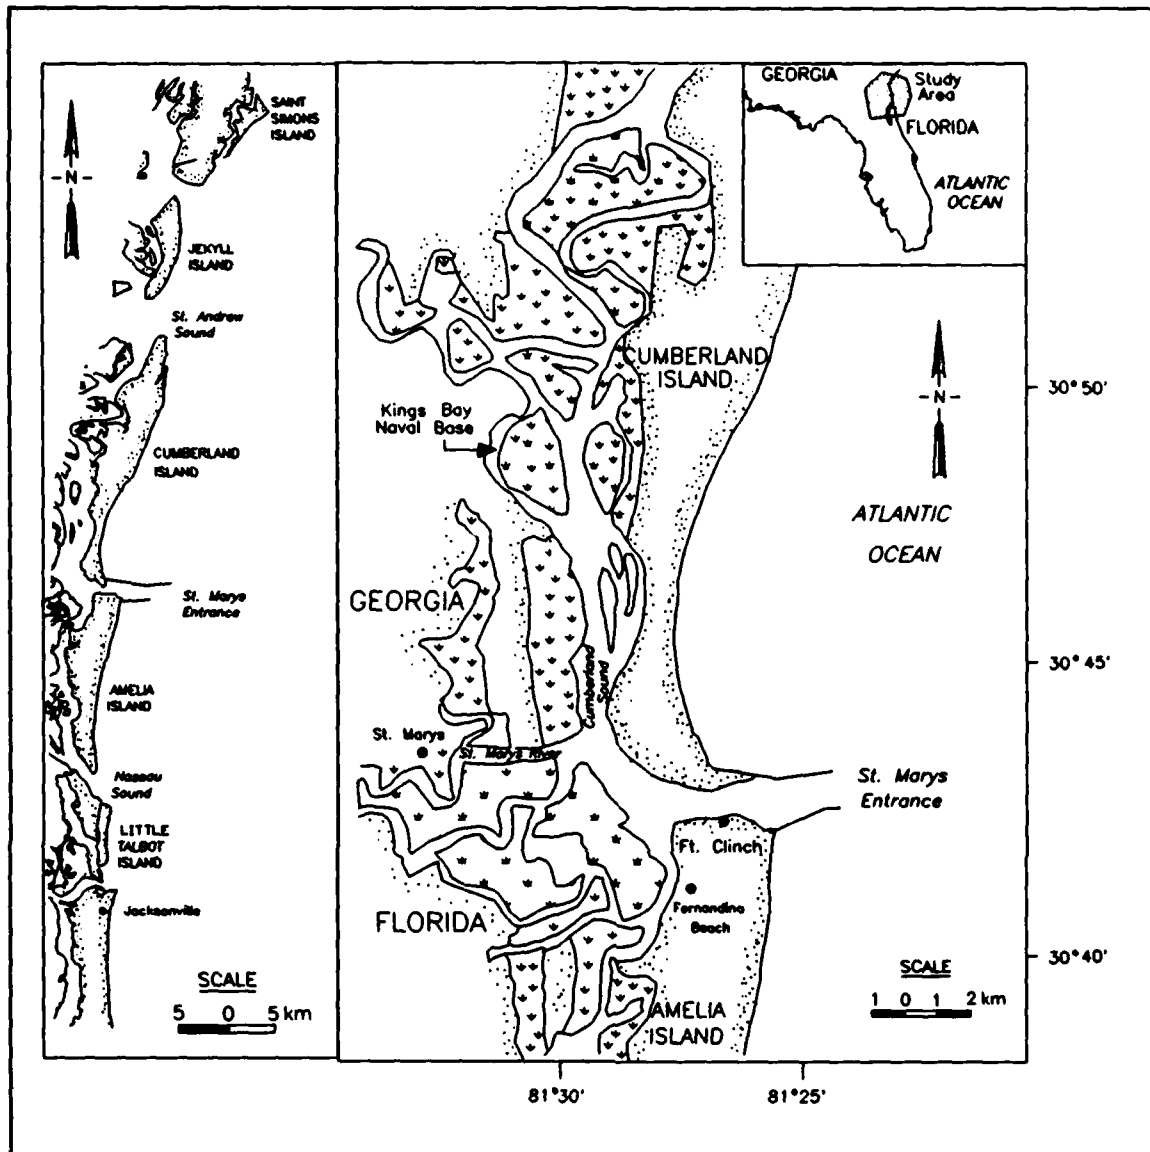 SAINT
SIMONS
ISLAND
-N-
JEKYLL
ISLAND
St. Andrew
Sound
CUMBERLAND
ISLAND
St. Marys
Entrance
AMELIA
ISLAND
Nassau
Sound
LITTLE
TALBOT
ISLAND
Jacksonville
SCALE
5 0 5 km
GEORGIA
Study
Area
FLORIDA
ATLANTIC
OCEAN
CUMBERLAND
ISLAND
Kings Bay
Naval Base
-N-
ATLANTIC
OCEAN
GEORGIA
Cumberland
Sound
St. Marys
St. Marys River
St. Marys
Entrance
Ft. Clinch
FLORIDA
Fernandina
Beach
AMELIA
ISLAND
SCALE
1 0 1 2 km
30°50'
30°45'
30°40'
81°30'
81°25'